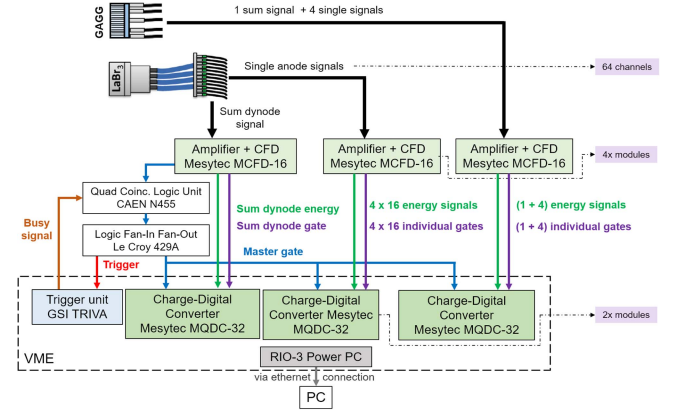 GAGG
1 sum signal + 4 single signals
LaBr3
Single anode signals
64 channels
Sum dynode
signal
Amplifier + CFD
Mesytec MCFD-16
Amplifier + CFD
Mesytec MCFD-16
Amplifier + CFD
Mesytec MCFD-16
4x modules
Quad Coinc. Logic Unit
CAEN N455
Busy
signal
Sum dynode energy
Sum dynode gate
4 x 16 energy signals
4 x 16 individual gates
(1 + 4) energy signals
(1 + 4) individual gates
Logic Fan-In Fan-Out
Le Croy 429A
Trigger
Master gate
Trigger unit
GSI TRIVA
Charge-Digital
Converter
Mesytec MQDC-32
Charge-Digital
Converter Mesytec
MQDC-32
Charge-Digital
Converter
Mesytec MQDC-32
2x modules
VME
RIO-3 Power PC
via ethernet connection
PC